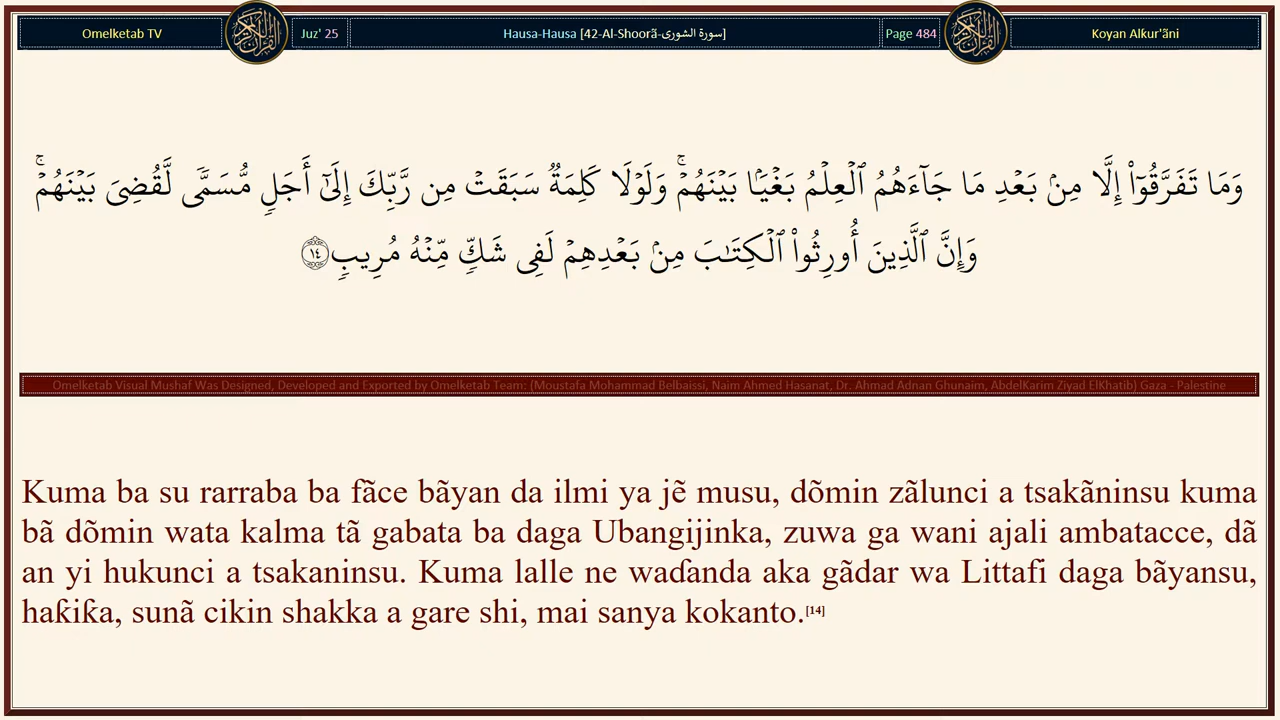 Omelketab TV
Juz' 25
Hausa-Hausa [42-Al-Shoorã-سورة الشورى]
Page 484
Koyan Alƙur'ãni
وَمَا تَفَرَّقُوٓا۟ إِلَّا مِنۢ بَعْدِ مَا جَآءَهُمُ ٱلْعِلْمُ بَغْيًۢا بَيْنَهُمْ ۚ وَلَوْلَا كَلِمَةٌ سَبَقَتْ مِن رَّبِّكَ إِلَىٰٓ أَجَلٍ مُّسَمًّى لَّقُضِىَ بَيْنَهُمْ ۚ
وَإِنَّ ٱلَّذِينَ أُورِثُوا۟ ٱلْكِتَـٰبَ مِنۢ بَعْدِهِمْ لَفِى شَكٍّ مِّنْهُ مُرِيبٍ ١٤
Omelketab Visual Mushaf Was Designed, Developed and Exported by Omelketab Team: (Moustafa Mohammad Belbaissi, Naim Ahmed Hasanat, Dr. Ahmad Adnan Ghunaim, AbdelKarim Ziyad ElKhatib) Gaza - Palestine
Kuma ba su rarraba ba fãce bãyan da ilmi ya jẽ musu, dõmin zãlunci a tsakãninsu kuma
bã dõmin wata kalma tã gabata ba daga Ubangijinka, zuwa ga wani ajali ambatacce, dã
an yi hukunci a tsakaninsu. Kuma lalle ne waɗanda aka gãdar wa Littafi daga bãyansu,
haƙiƙa, sunã cikin shakka a gare shi, mai sanya kokanto.[14]